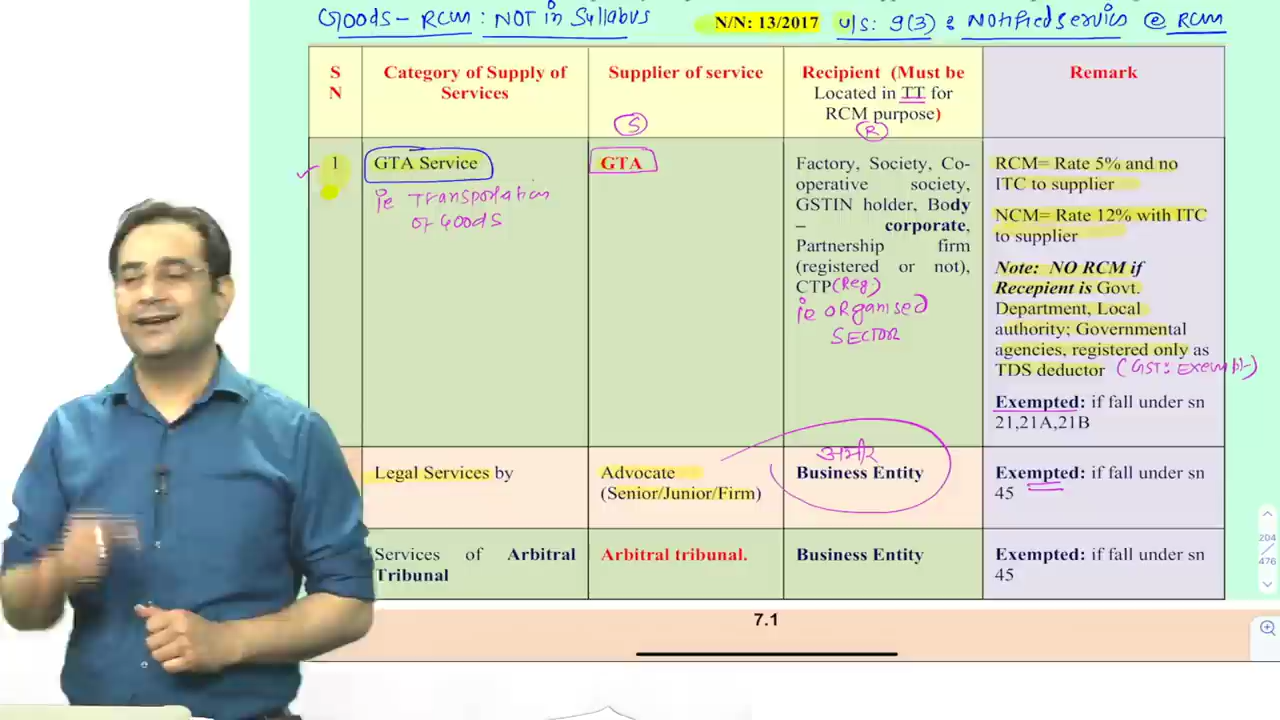 GOODS - RCM : NOT in Syllabus
N/N: 13/2017
u/s: 9(3) : Notified service @ RCM
S N
Category of Supply of Services
Supplier of service
(S)
Recipient (Must be Located in TT for RCM purpose)
(R)
Remark
1
GTA Service
ie Transportation
of Goods
GTA
Factory, Society, Co-
operative society,
GSTIN holder, Body
– corporate,
Partnership firm
(registered or not),
CTP (Reg)
ie ORganised
SECTOR
RCM= Rate 5% and no
ITC to supplier
NCM= Rate 12% with ITC
to supplier
Note: NO RCM if
Recepient is Govt.
Department, Local
authority; Governmental
agencies, registered only as
TDS deductor (GST: Exempt)
Exempted: if fall under sn
21,21A,21B
Legal Services by
Advocate
(Senior/Junior/Firm)
अमीर
Business Entity
Exempted: if fall under sn
45
Services of Arbitral
Tribunal
Arbitral tribunal.
Business Entity
Exempted: if fall under sn
45
7.1
204
/
476